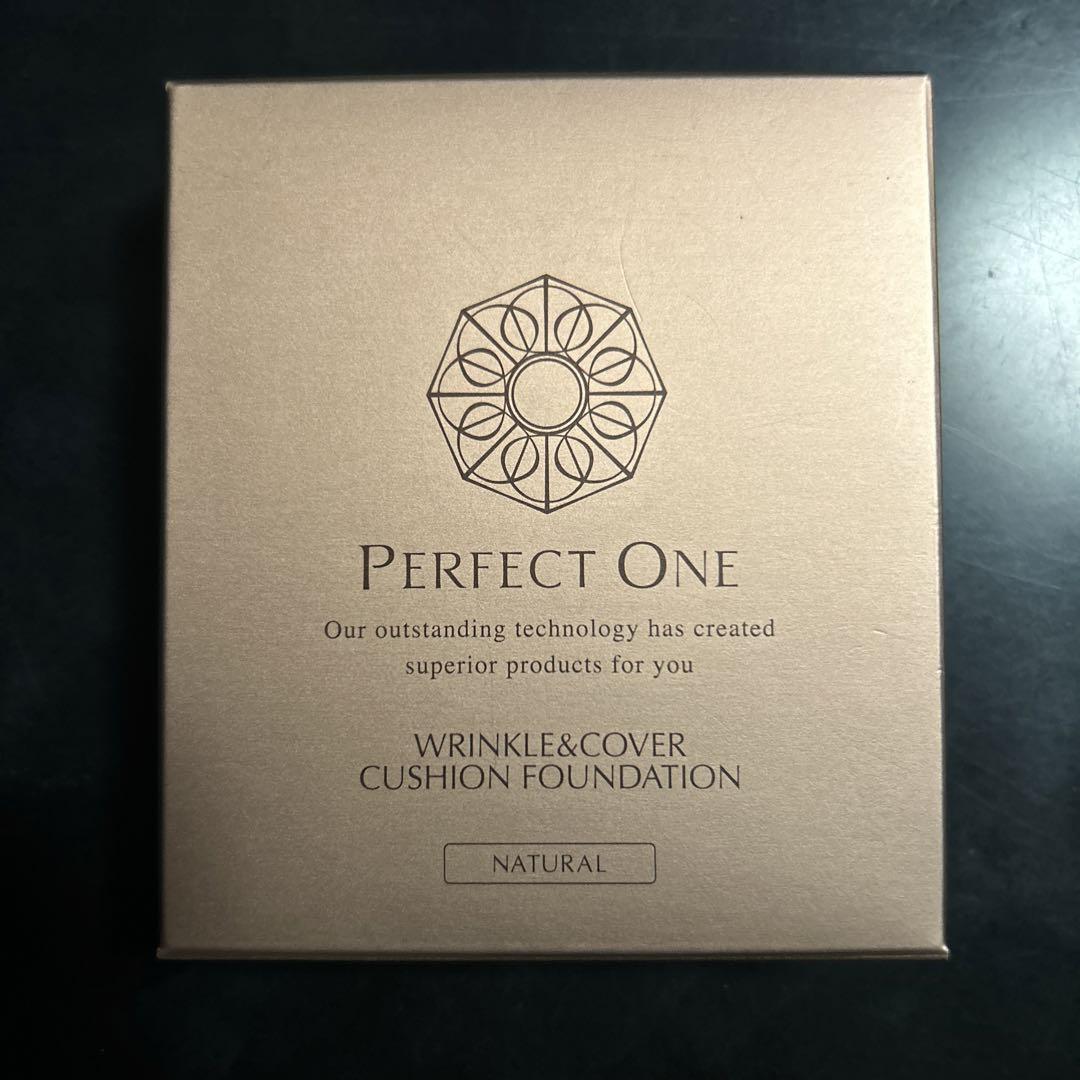 PERFECT ONE
Our outstanding technology has created
superior products for you
WRINKLE&COVER
CUSHION FOUNDATION
NATURAL